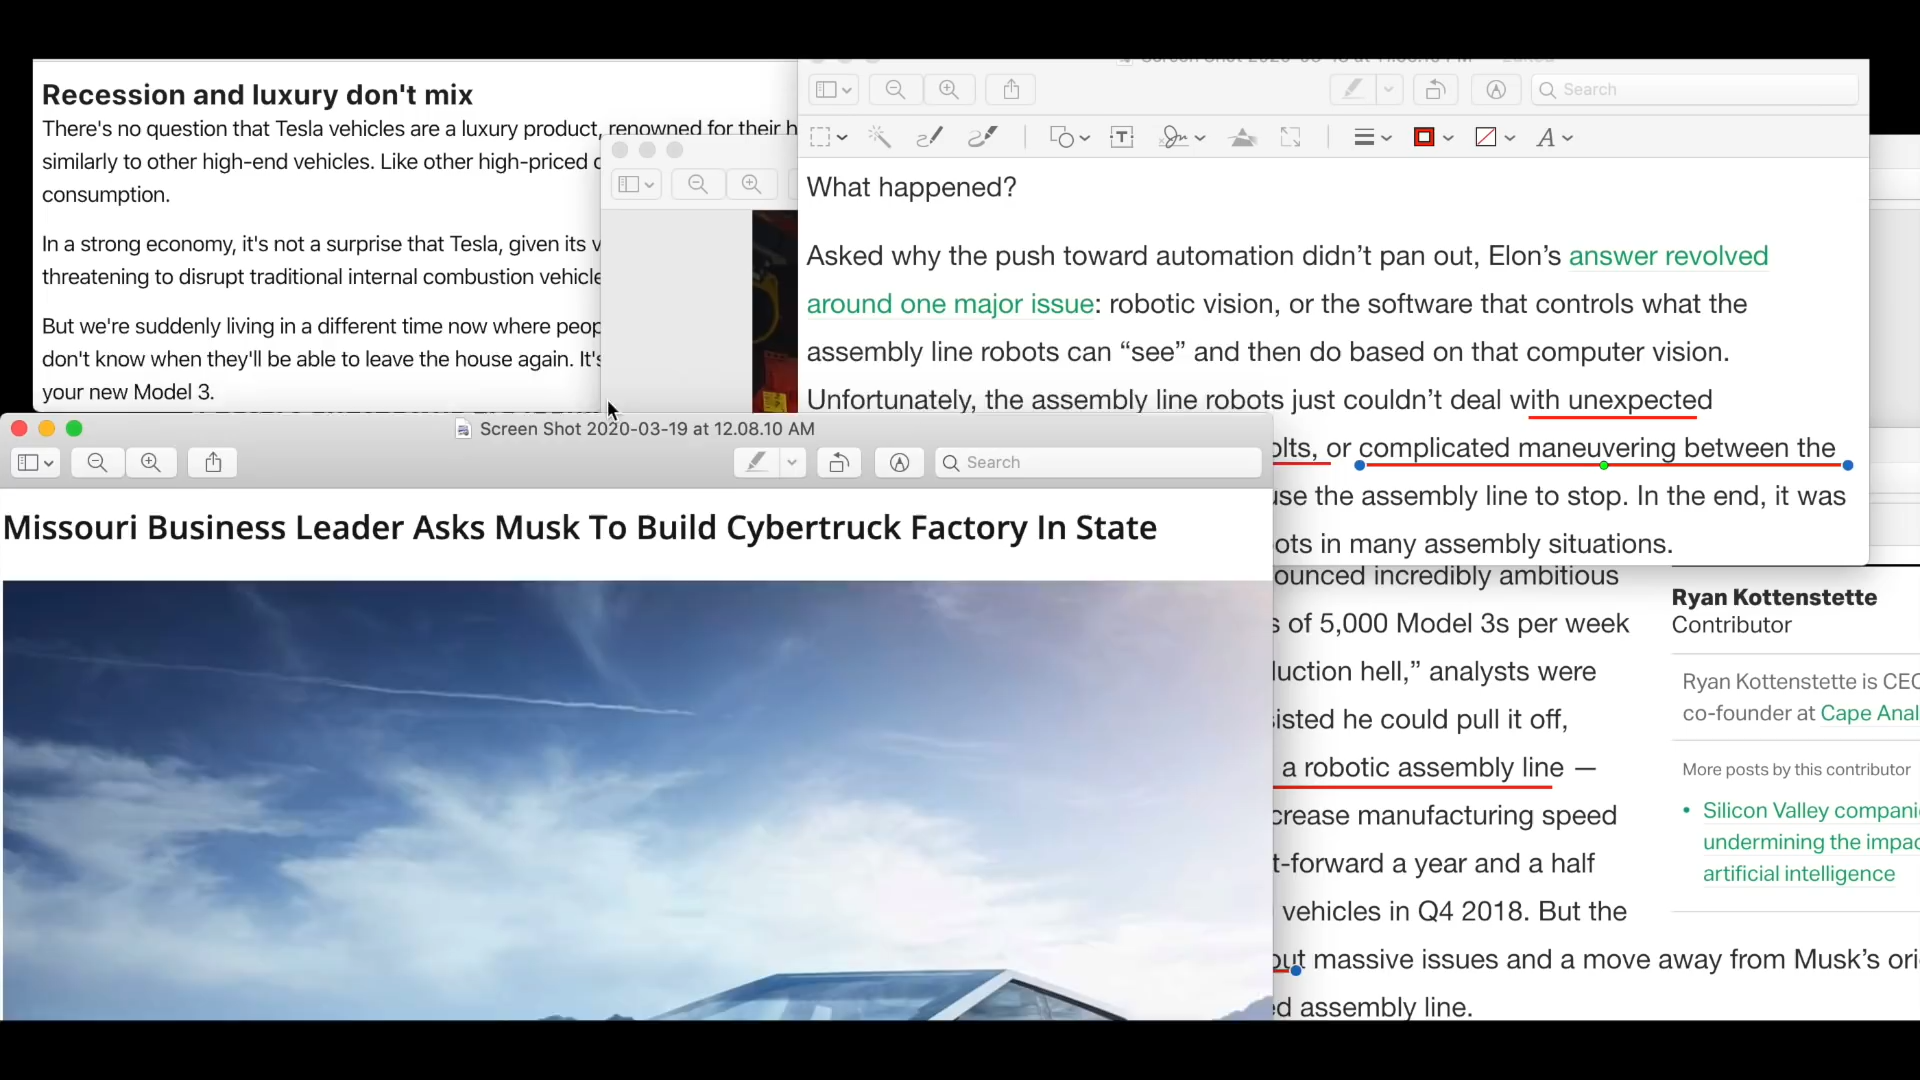 Recession and luxury don't mix
There's no question that Tesla vehicles are a luxury product, renowned for their h
similarly to other high-end vehicles. Like other high-priced
consumption.
In a strong economy, it's not a surprise that Tesla, given its
threatening to disrupt traditional internal combustion
But we're suddenly living in a different time now where
don't know when they'll be able to leave the house again. It's
your new Model 3.
Search
What happened?
Asked why the push toward automation didn’t pan out, Elon’s answer revolved
around one major issue: robotic vision, or the software that controls what the
assembly line robots can “see” and then do based on that computer vision.
Unfortunately, the assembly line robots just couldn’t deal with unexpected
olts, or complicated maneuvering between the
use the assembly line to stop. In the end, it was
ots in many assembly situations.
Screen Shot 2020-03-19 at 12.08.10 AM
Search
Missouri Business Leader Asks Musk To Build Cybertruck Factory In State
ounced incredibly ambitious
s of 5,000 Model 3s per week
duction hell,” analysts were
isted he could pull it off,
a robotic assembly line —
crease manufacturing speed
t-forward a year and a half
vehicles in Q4 2018. But the
out massive issues and a move away from Musk’s ori
ed assembly line.
Ryan Kottenstette
Contributor
Ryan Kottenstette is CEO
co-founder at Cape Anal
More posts by this contributor
• Silicon Valley compani
undermining the impac
artificial intelligence